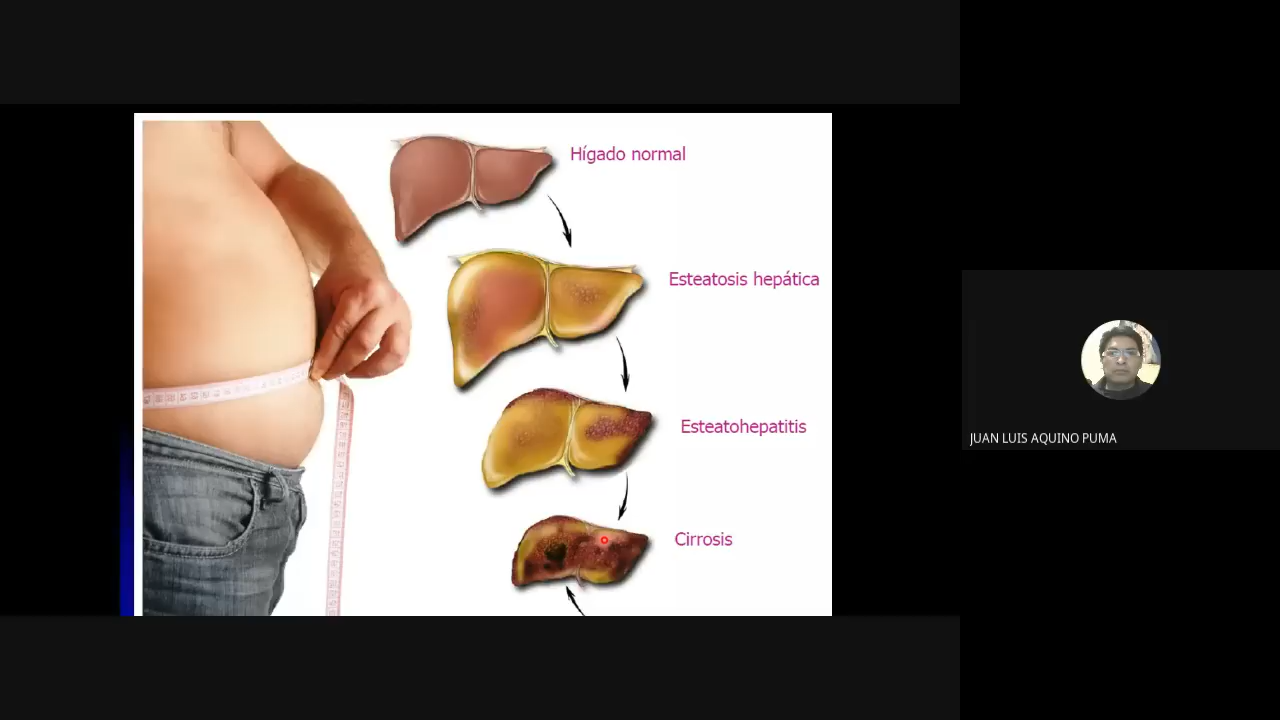 Hígado normal
Esteatosis hepática
Esteatohepatitis
Cirrosis
JUAN LUIS AQUINO PUMA